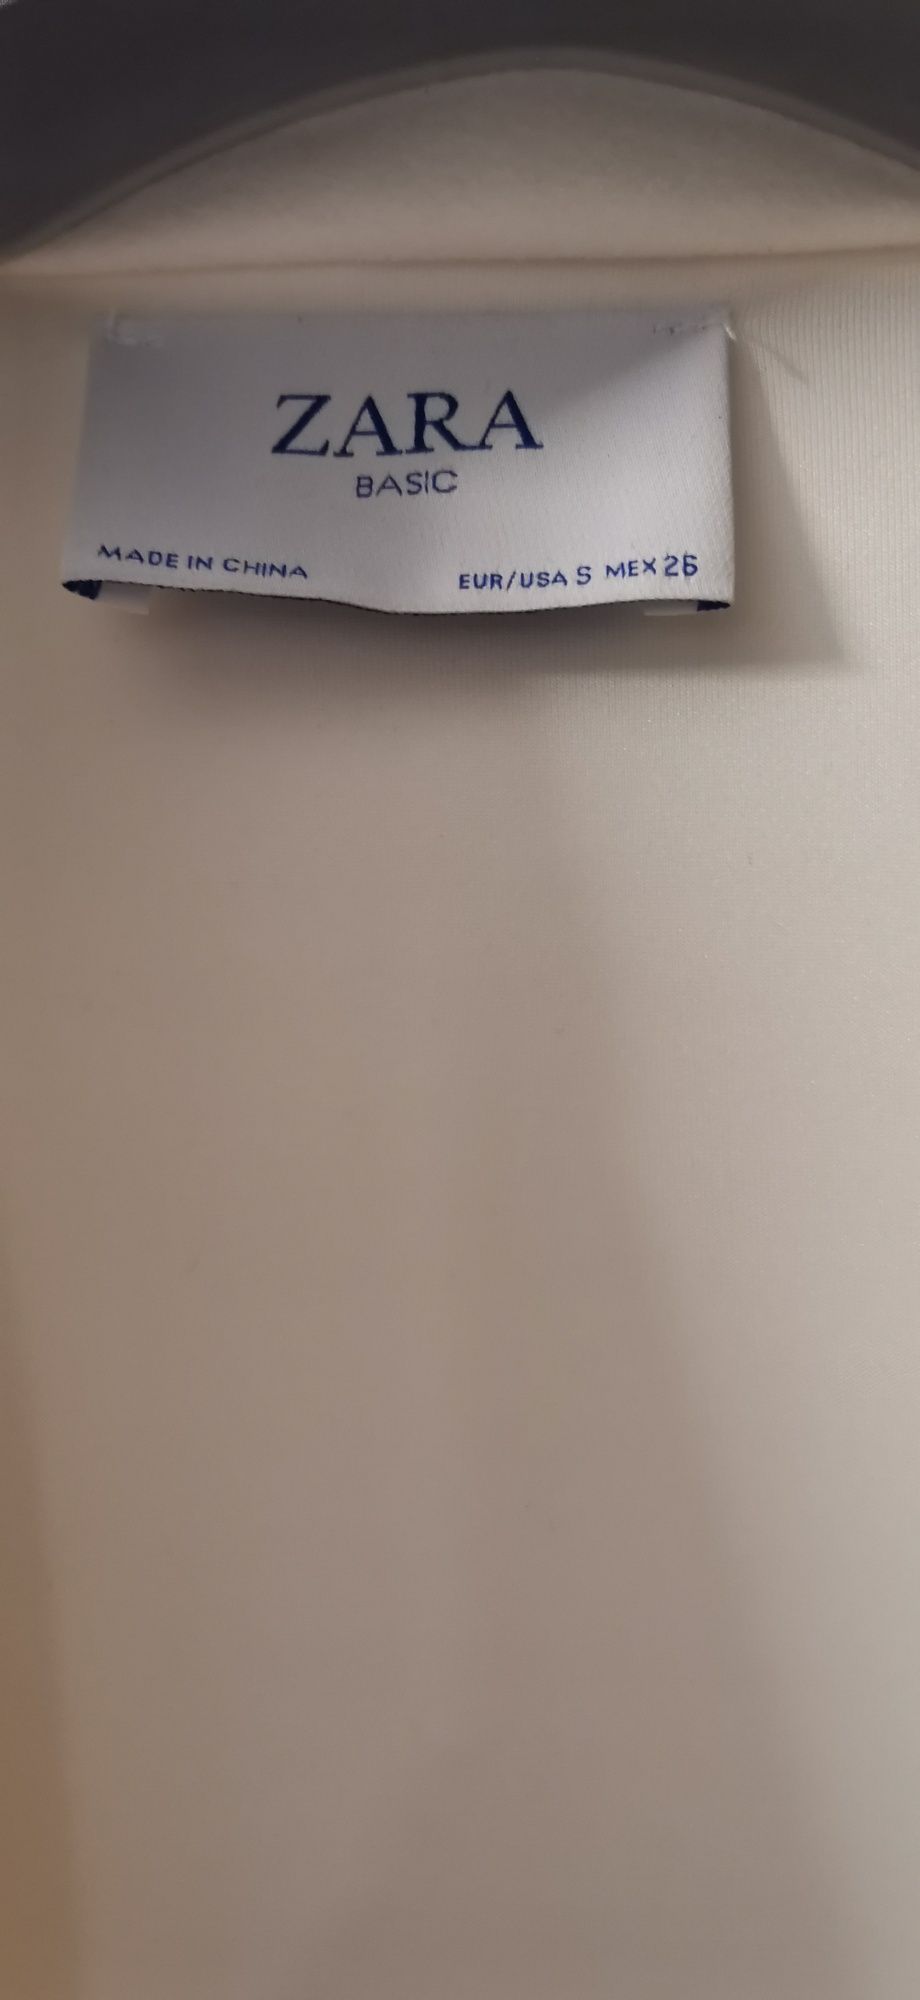 ZARA
BASIC
MADE IN CHINA
EUR/USA S MEX 26